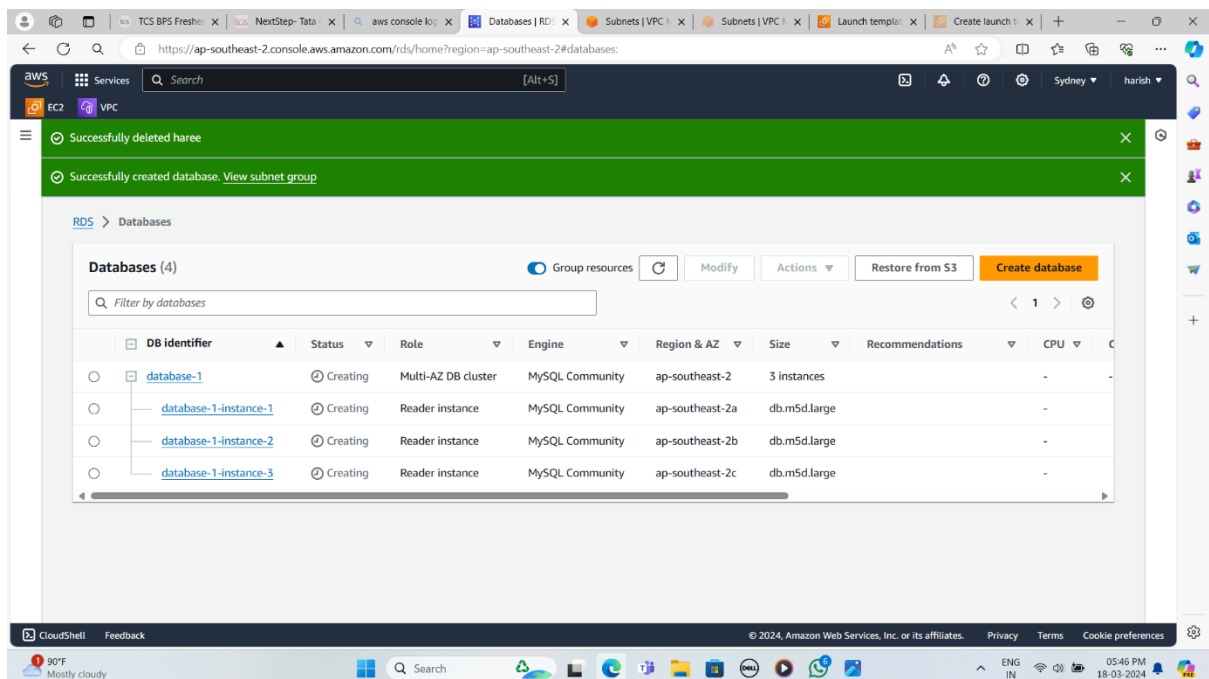 TCS BPS Fresher
NextStep- Tata
aws console log
Databases | RDS
Subnets | VPC
Subnets | VPC
Launch templat
Create launch t
https://ap-southeast-2.console.aws.amazon.com/rds/home?region=ap-southeast-2#databases:
aws Services Search [Alt+S] Sydney harish
EC2 VPC
Successfully deleted haree
Successfully created database. View subnet group
RDS > Databases
Databases (4) Group resources Modify Actions Restore from S3 Create database
Filter by databases 1
DB identifier Status Role Engine Region & AZ Size Recommendations CPU C
database-1 Creating Multi-AZ DB cluster MySQL Community ap-southeast-2 3 instances - -
database-1-instance-1 Creating Reader instance MySQL Community ap-southeast-2a db.m5d.large -
database-1-instance-2 Creating Reader instance MySQL Community ap-southeast-2b db.m5d.large -
database-1-instance-3 Creating Reader instance MySQL Community ap-southeast-2c db.m5d.large -
CloudShell Feedback © 2024, Amazon Web Services, Inc. or its affiliates. Privacy Terms Cookie preferences
1 90°F Search DELL ENG 05:46 PM
Mostly cloudy IN 18-03-2024 PRE